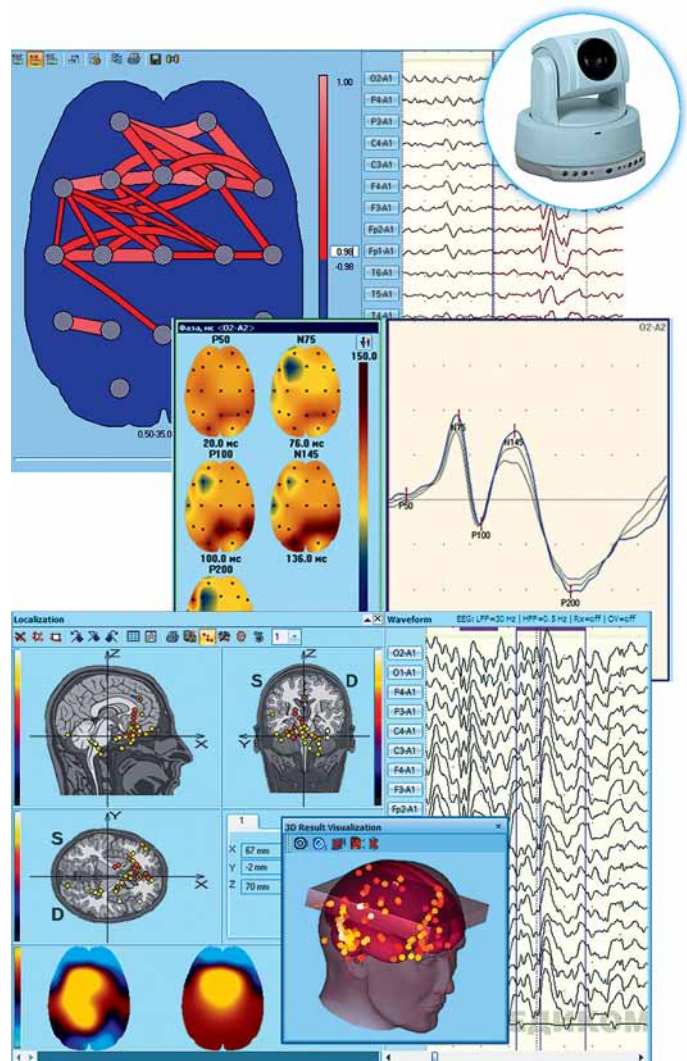 1.00
0.98
-0.98
0.50-35.0
O2-A1
P4-A1
P3-A1
C4-A1
C3-A1
F4-A1
F3-A1
Fp2-A1
Fp1-A1
T6-A1
T5-A1
T4-A1
Фаза, мс <O2-A2>
P50
N75
150.0
20.0 мс
76.0 мс
P100
N145
100.0 мс
136.0 мс
P200
O2-A2
N75
N145
P50
P100
P200
Localization
1
Z
X
S
D
Z
Y
S
D
Y
X
1
X
67 mm
Y
-2 mm
Z
70 mm
3D Result Visualization
Waveform
EEG: LFF=30 Hz | HFF=0.5 Hz | Rx=off | OV=off
O2-A1
O1-A1
P4-A1
P3-A1
C4-A1
C3-A1
F4-A1
F3-A1
Fp2-A1